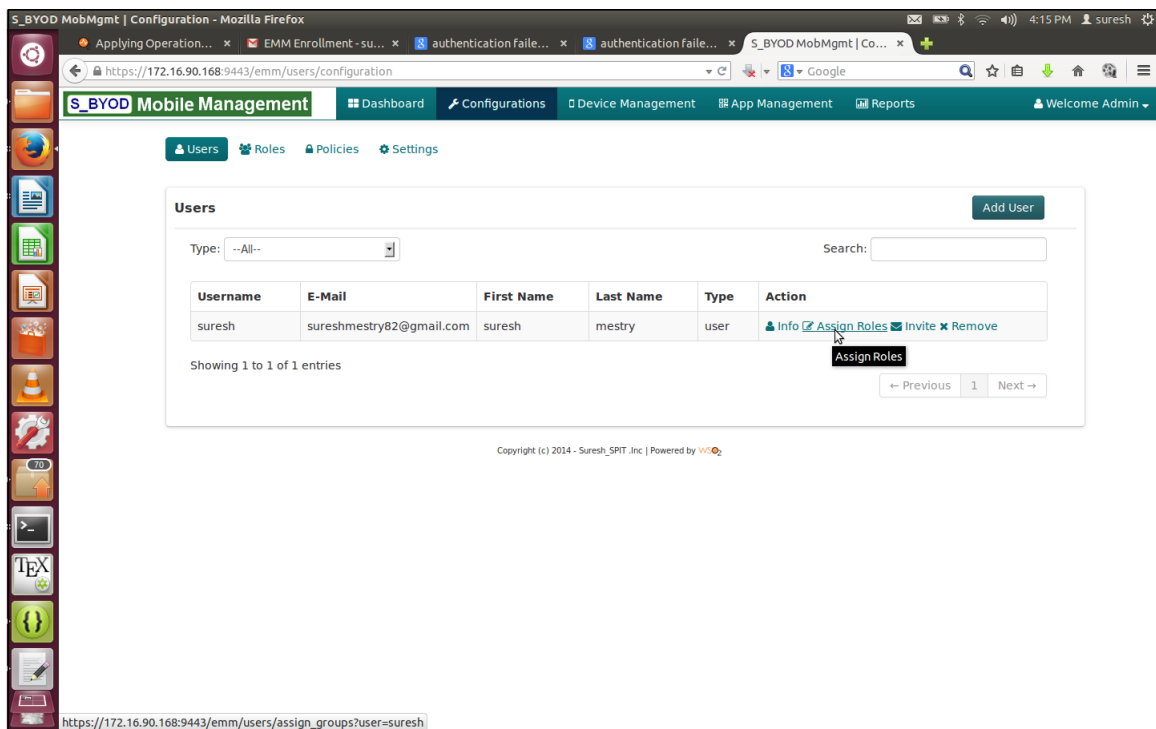 S_BYOD MobMgmt | Configuration - Mozilla Firefox 4:15 PM suresh
Applying Operation... × EMM Enrollment - su... × authentication faile... × authentication faile... × S_BYOD MobMgmt | Co... ×
https://172.16.90.168:9443/emm/users/configuration Google
S_BYOD Mobile Management Dashboard Configurations Device Management App Management Reports Welcome Admin
Users Roles Policies Settings
Users Add User
Type: --All-- Search:
Username E-Mail First Name Last Name Type Action
suresh sureshmestry82@gmail.com suresh mestry user Info Assign Roles Invite × Remove
Assign Roles
Showing 1 to 1 of 1 entries
← Previous 1 Next →
Copyright (c) 2014 - Suresh_SPIT .Inc | Powered by WSO2
70
>_
TEX
{}
https://172.16.90.168:9443/emm/users/assign_groups?user=suresh